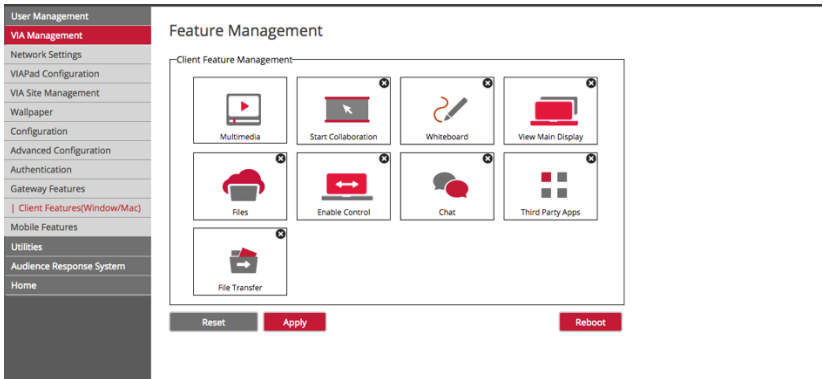 User Management
VIA Management
Network Settings
VIAPad Configuration
VIA Site Management
Wallpaper
Configuration
Advanced Configuration
Authentication
Gateway Features
| Client Features(Window/Mac)
Mobile Features
Utilities
Audience Response System
Home
Feature Management
Client Feature Management
Multimedia
Start Collaboration
Whiteboard
View Main Display
Files
Enable Control
Chat
Third Party Apps
File Transfer
Reset
Apply
Reboot